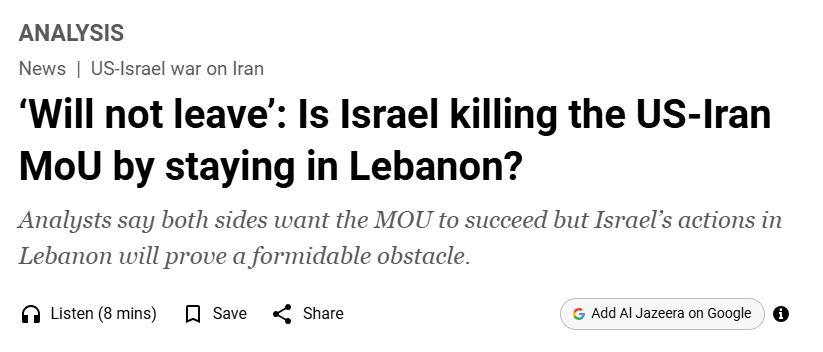 ANALYSIS
News | US-Israel war on Iran
‘Will not leave’: Is Israel killing the US-Iran
MoU by staying in Lebanon?
Analysts say both sides want the MOU to succeed but Israel’s actions in
Lebanon will prove a formidable obstacle.
Listen (8 mins) Save Share Add Al Jazeera on Google